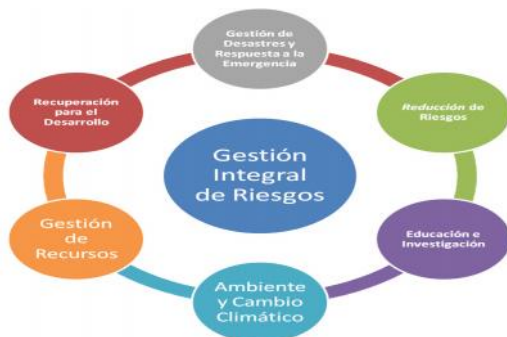 Gestión de
Desastres y
Respuesta a la
Emergencia
Recuperación
para el
Desarrollo
Reducción de
Riesgos
Gestión
Integral
de Riesgos
Gestión
de
Recursos
Educación e
Investigación
Ambiente
y Cambio
Climático